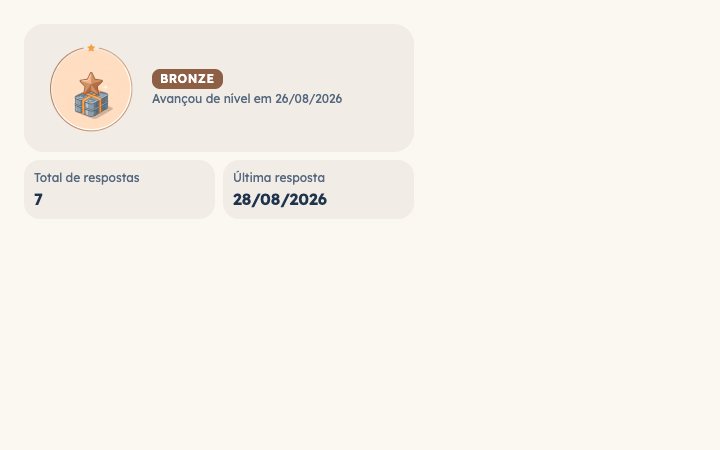 BRONZE
Avançou de nível em 26/08/2026
Total de respostas
7
Última resposta
28/08/2026